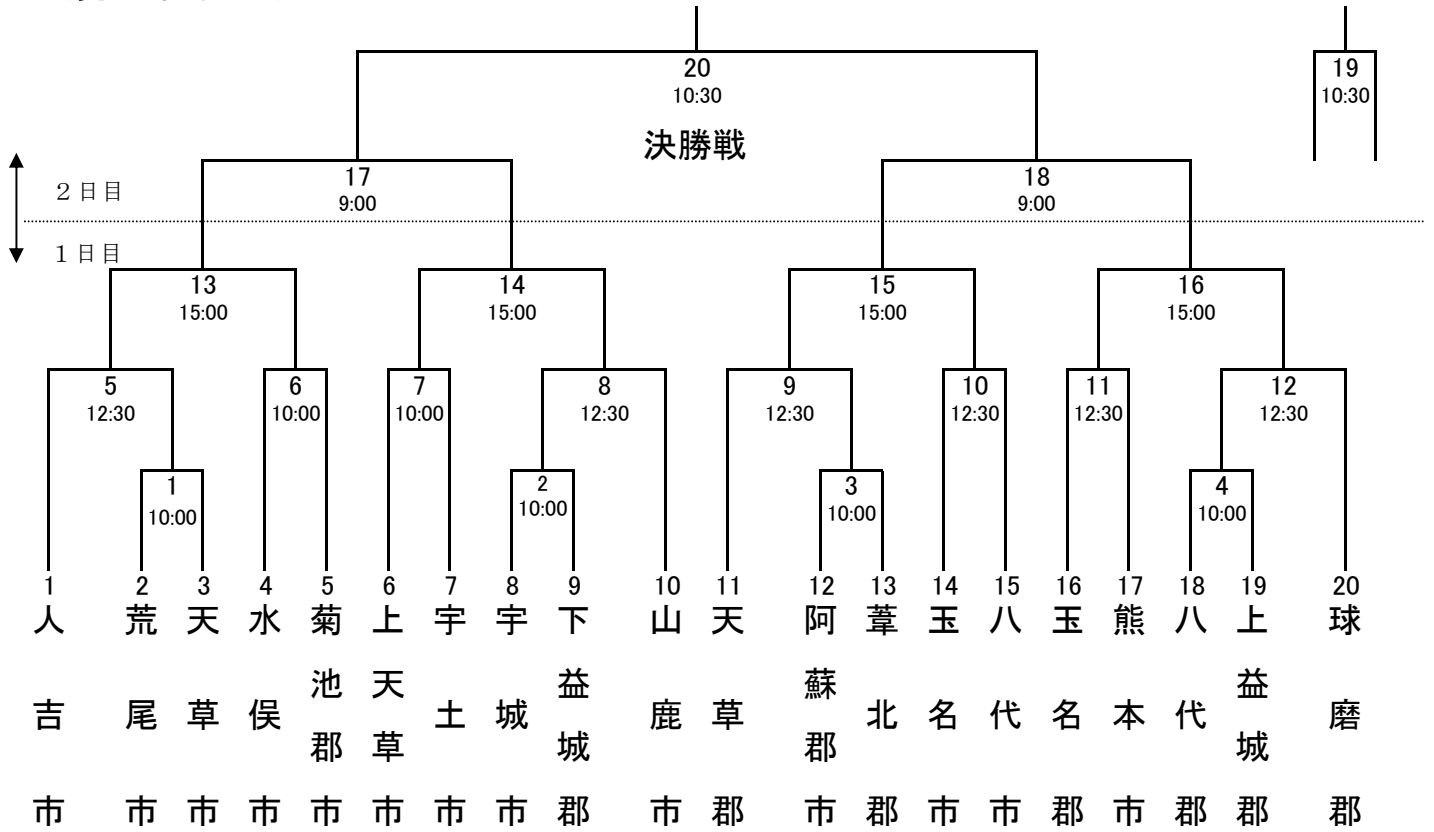 20
10:30
19
10:30
決勝戦
17
9:00
18
9:00
２日目
１日目
13
15:00
14
15:00
15
15:00
16
15:00
5
12:30
6
10:00
7
10:00
8
12:30
9
12:30
10
12:30
11
12:30
12
12:30
1
10:00
2
10:00
3
10:00
4
10:00
1 人吉市
2 荒尾市
3 天草市
4 水俣市
5 菊池郡市
6 上天草市
7 宇土市
8 宇城市
9 下益城郡
10 山鹿市
11 天草郡
12 阿蘇郡市
13 葦北郡
14 玉名市
15 八代市
16 玉名郡
17 熊本市
18 八代郡
19 上益城郡
20 球磨郡